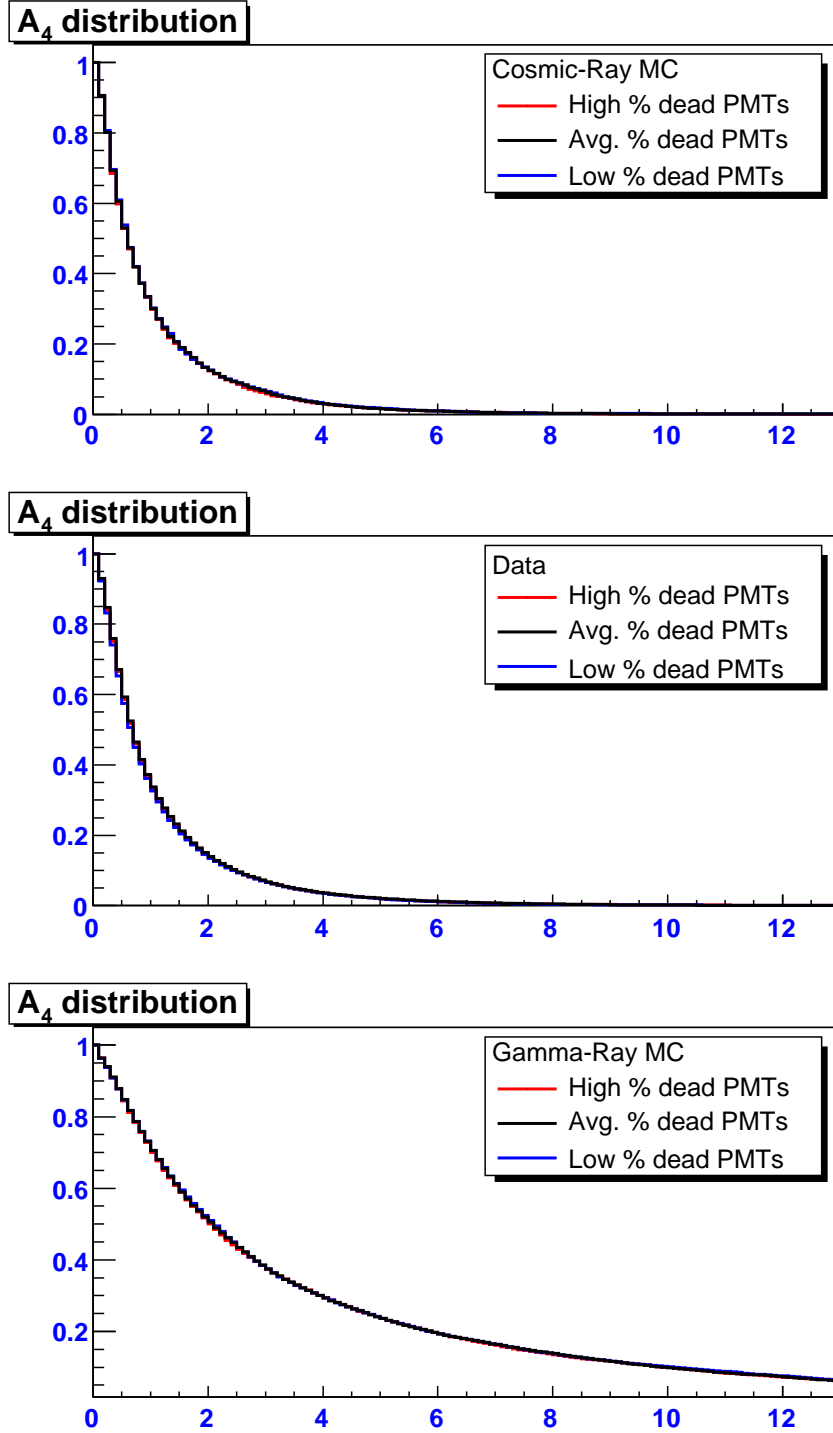 A4 distribution
Cosmic-Ray MC
High % dead PMTs
Avg. % dead PMTs
Low % dead PMTs
1
0.8
0.6
0.4
0.2
0
0 2 4 6 8 10 12
A4 distribution
Data
High % dead PMTs
Avg. % dead PMTs
Low % dead PMTs
1
0.8
0.6
0.4
0.2
0
0 2 4 6 8 10 12
A4 distribution
Gamma-Ray MC
High % dead PMTs
Avg. % dead PMTs
Low % dead PMTs
1
0.8
0.6
0.4
0.2
0 2 4 6 8 10 12